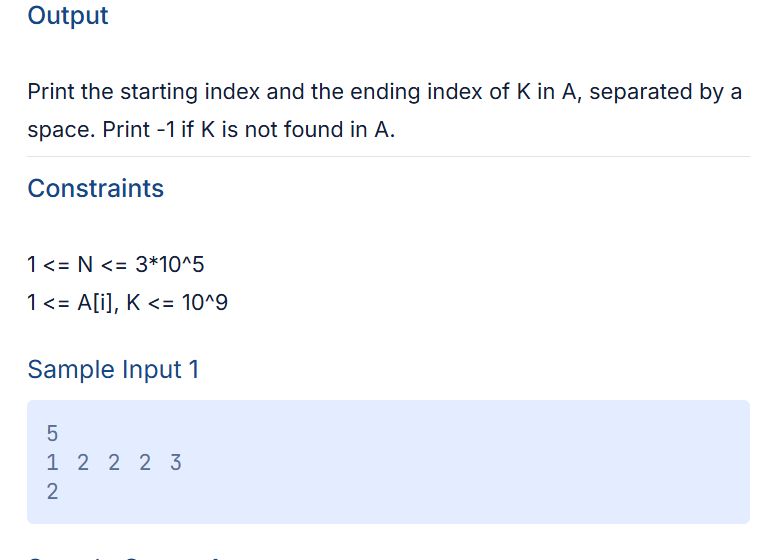 Output
Print the starting index and the ending index of K in A, separated by a
space. Print -1 if K is not found in A.
Constraints
1 <= N <= 3*10^5
1 <= A[i], K <= 10^9
Sample Input 1
5
1 2 2 2 3
2